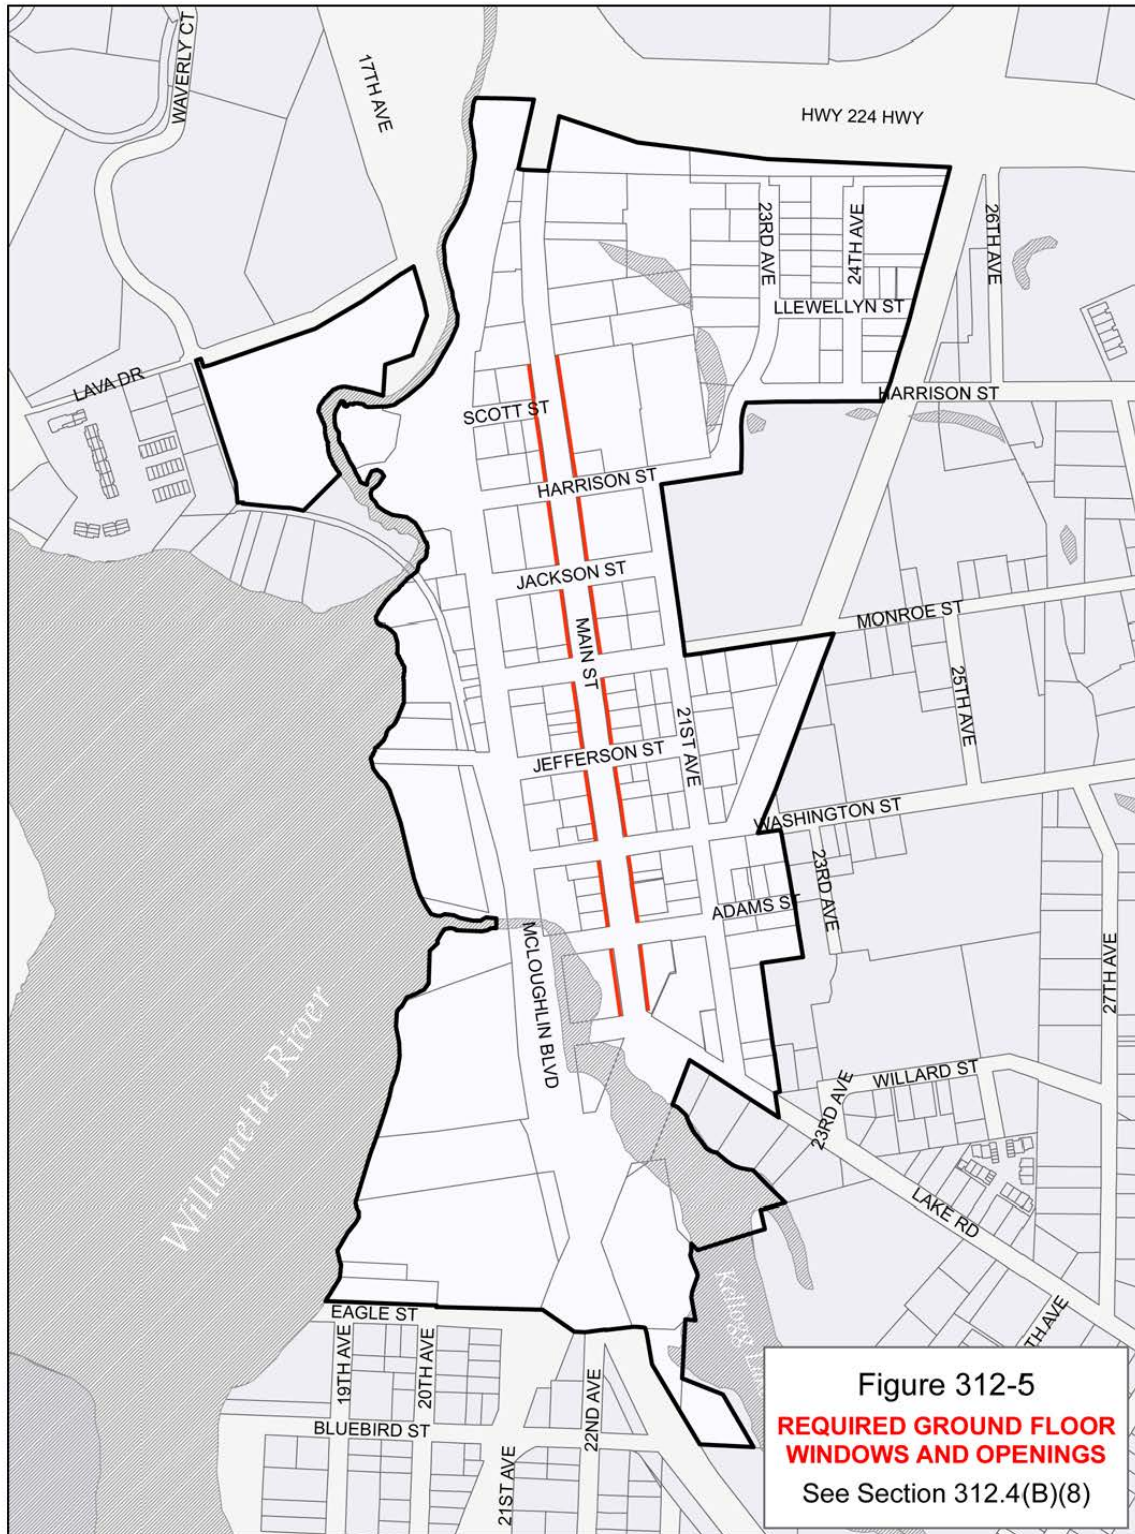 WAVERLY CT
17TH AVE
HWY 224 HWY
23RD AVE
24TH AVE
26TH AVE
LLEWELLYN ST
LAVA DR
HARRISON ST
SCOTT ST
HARRISON ST
JACKSON ST
MONROE ST
MAIN ST
25TH AVE
21ST AVE
JEFFERSON ST
WASHINGTON ST
23RD AVE
ADAMS ST
MCLOUGHLIN BLVD
27TH AVE
Willamette River
WILLARD ST
23RD AVE
LAKE RD
Kellogg
EAGLE ST
19TH AVE
20TH AVE
22ND AVE
BLUEBIRD ST
21ST AVE
TH AVE
Figure 312-5
REQUIRED GROUND FLOOR
WINDOWS AND OPENINGS
See Section 312.4(B)(8)